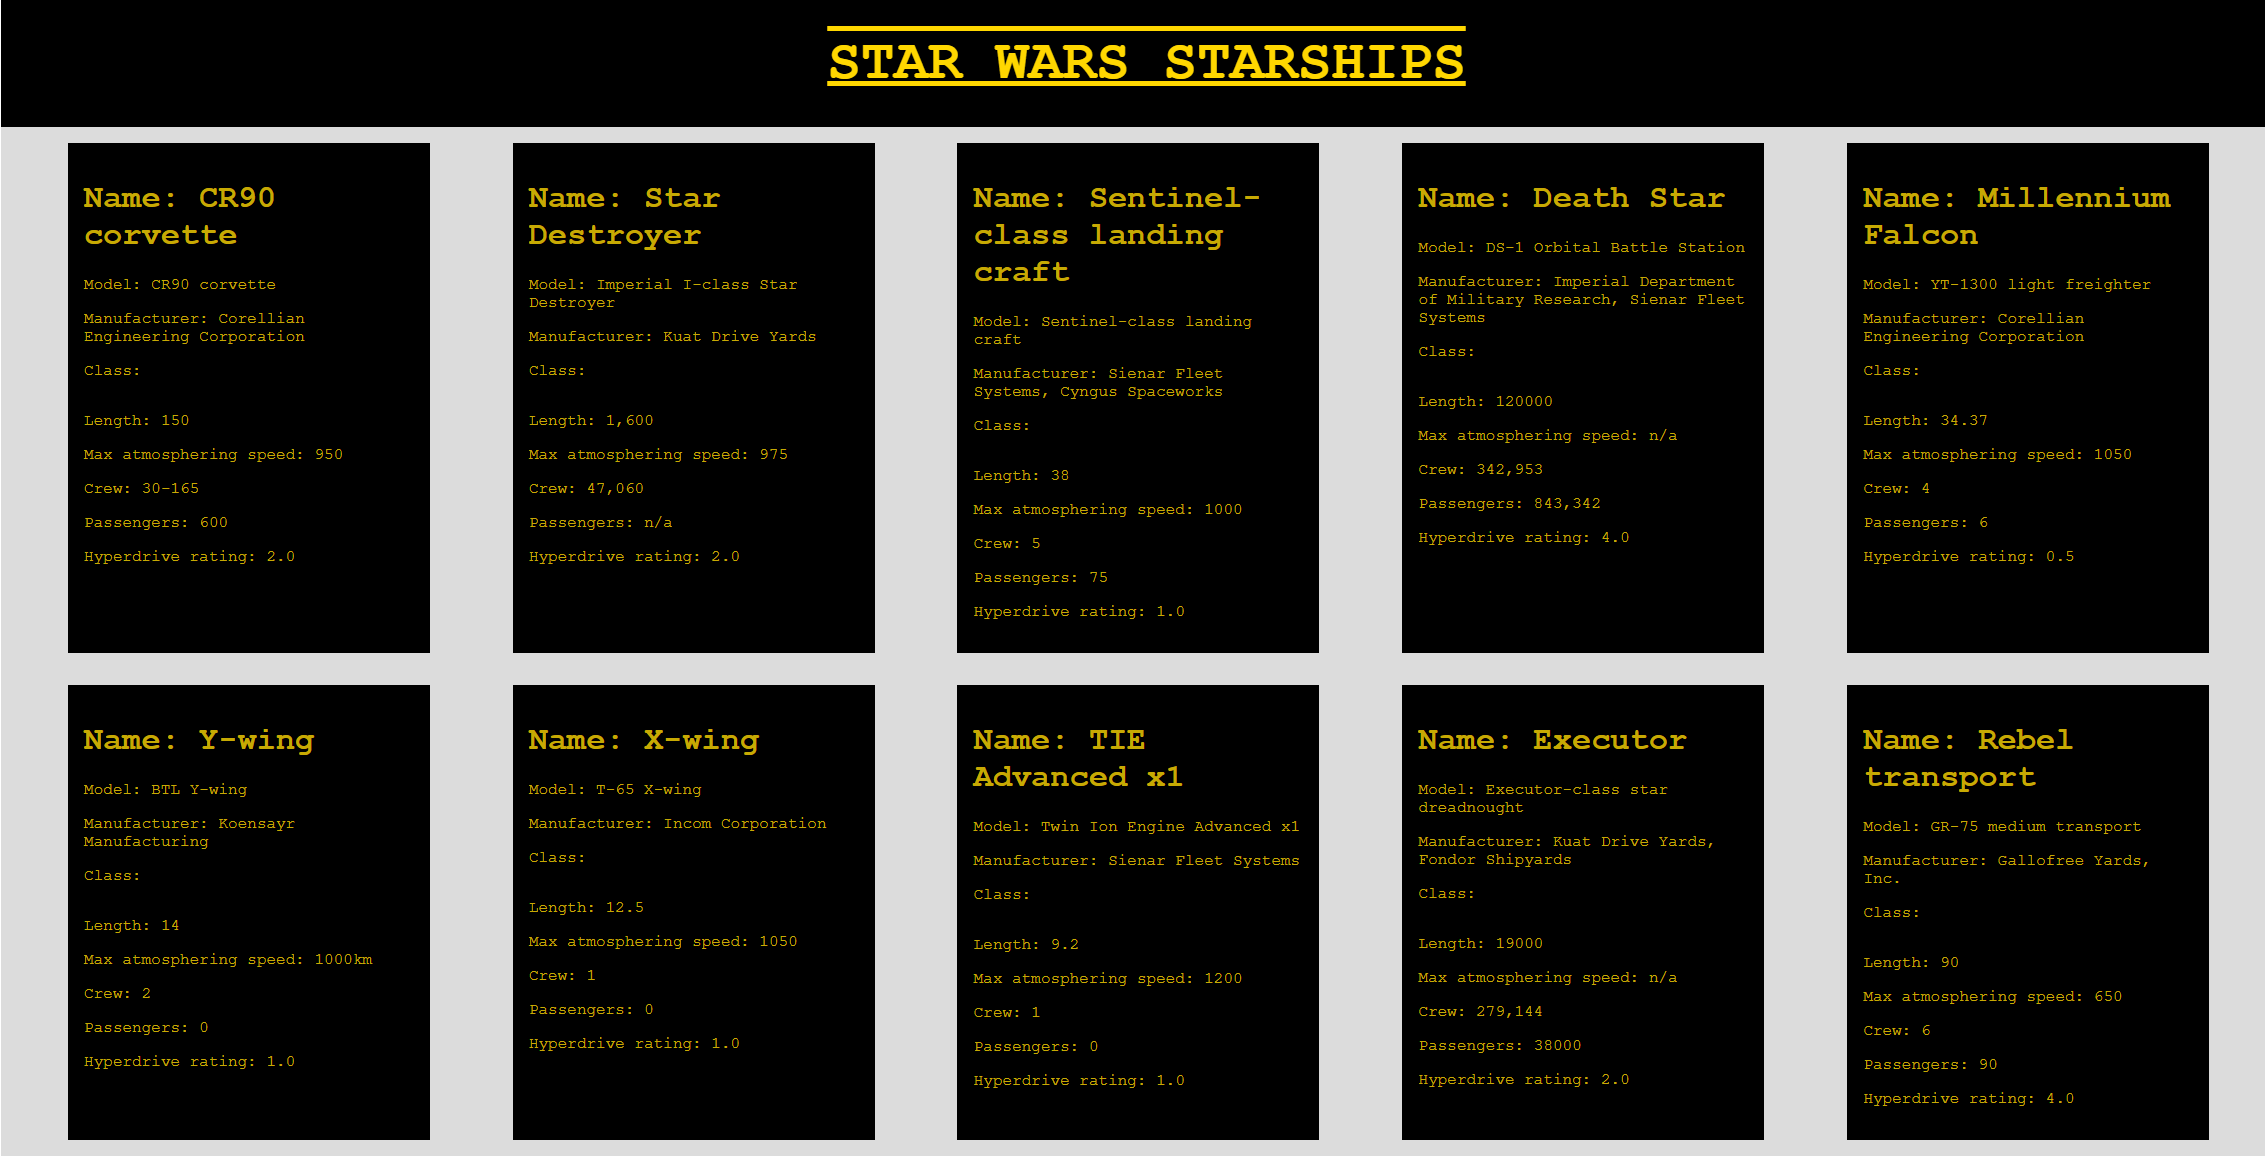 STAR WARS STARSHIPS
Name: CR90
corvette
Model: CR90 corvette
Manufacturer: Corellian
Engineering Corporation
Class:
Length: 150
Max atmosphering speed: 950
Crew: 30-165
Passengers: 600
Hyperdrive rating: 2.0
Name: Star
Destroyer
Model: Imperial I-class Star
Destroyer
Manufacturer: Kuat Drive Yards
Class:
Length: 1,600
Max atmosphering speed: 975
Crew: 47,060
Passengers: n/a
Hyperdrive rating: 2.0
Name: Sentinel-
class landing
craft
Model: Sentinel-class landing
craft
Manufacturer: Sienar Fleet
Systems, Cyngus Spaceworks
Class:
Length: 38
Max atmosphering speed: 1000
Crew: 5
Passengers: 75
Hyperdrive rating: 1.0
Name: Death Star
Model: DS-1 Orbital Battle Station
Manufacturer: Imperial Department
of Military Research, Sienar Fleet
Systems
Class:
Length: 120000
Max atmosphering speed: n/a
Crew: 342,953
Passengers: 843,342
Hyperdrive rating: 4.0
Name: Millennium
Falcon
Model: YT-1300 light freighter
Manufacturer: Corellian
Engineering Corporation
Class:
Length: 34.37
Max atmosphering speed: 1050
Crew: 4
Passengers: 6
Hyperdrive rating: 0.5
Name: Y-wing
Model: BTL Y-wing
Manufacturer: Koensayr
Manufacturing
Class:
Length: 14
Max atmosphering speed: 1000km
Crew: 2
Passengers: 0
Hyperdrive rating: 1.0
Name: X-wing
Model: T-65 X-wing
Manufacturer: Incom Corporation
Class:
Length: 12.5
Max atmosphering speed: 1050
Crew: 1
Passengers: 0
Hyperdrive rating: 1.0
Name: TIE
Advanced x1
Model: Twin Ion Engine Advanced x1
Manufacturer: Sienar Fleet Systems
Class:
Length: 9.2
Max atmosphering speed: 1200
Crew: 1
Passengers: 0
Hyperdrive rating: 1.0
Name: Executor
Model: Executor-class star
dreadnought
Manufacturer: Kuat Drive Yards,
Fondor Shipyards
Class:
Length: 19000
Max atmosphering speed: n/a
Crew: 279,144
Passengers: 38000
Hyperdrive rating: 2.0
Name: Rebel
transport
Model: GR-75 medium transport
Manufacturer: Gallofree Yards,
Inc.
Class:
Length: 90
Max atmosphering speed: 650
Crew: 6
Passengers: 90
Hyperdrive rating: 4.0